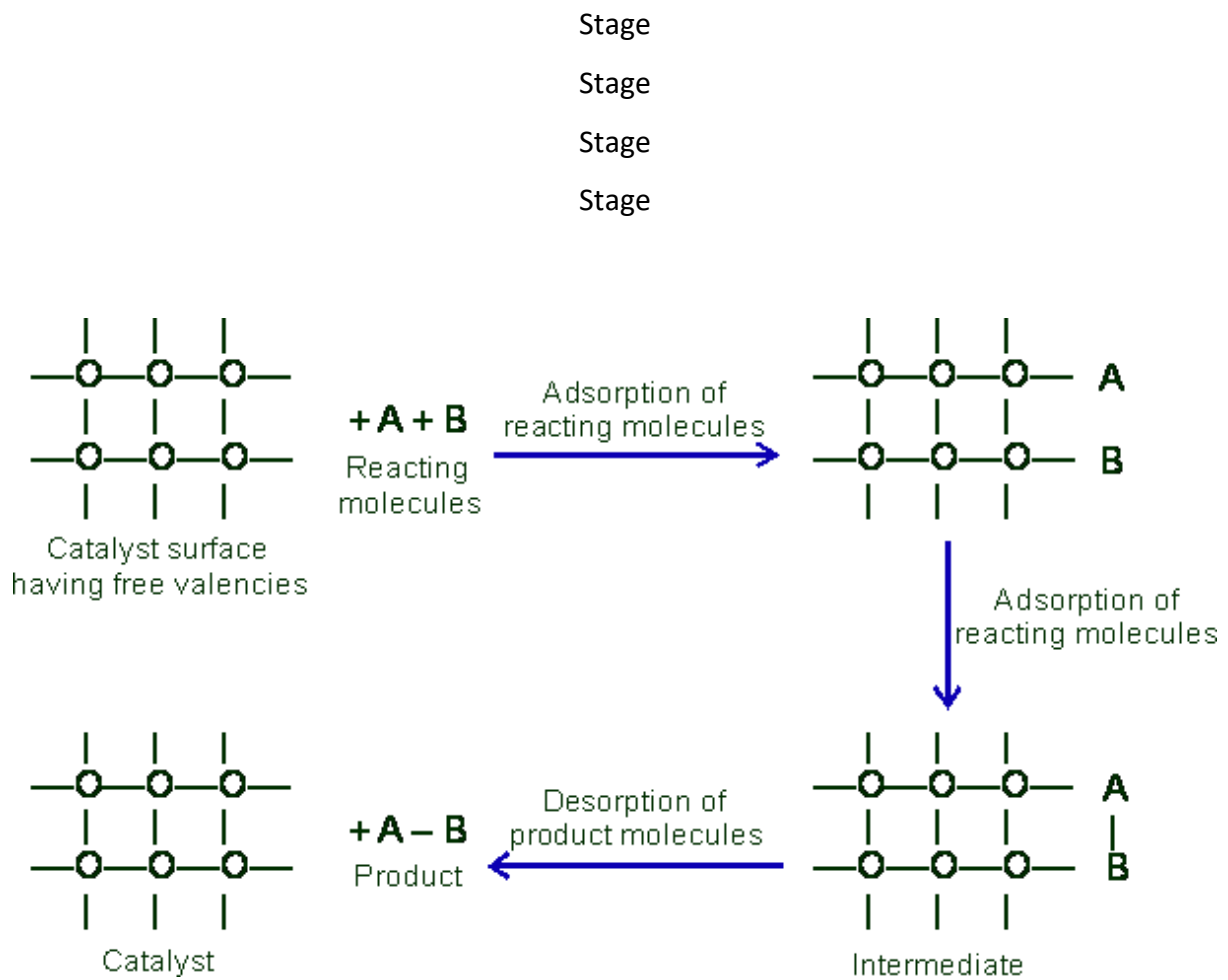 Stage
Stage
Stage
Stage
+ A + B
Reacting
molecules
Adsorption of
reacting molecules
A
B
Catalyst surface
having free valencies
Adsorption of
reacting molecules
+ A – B
Product
Desorption of
product molecules
A
B
Catalyst
Intermediate